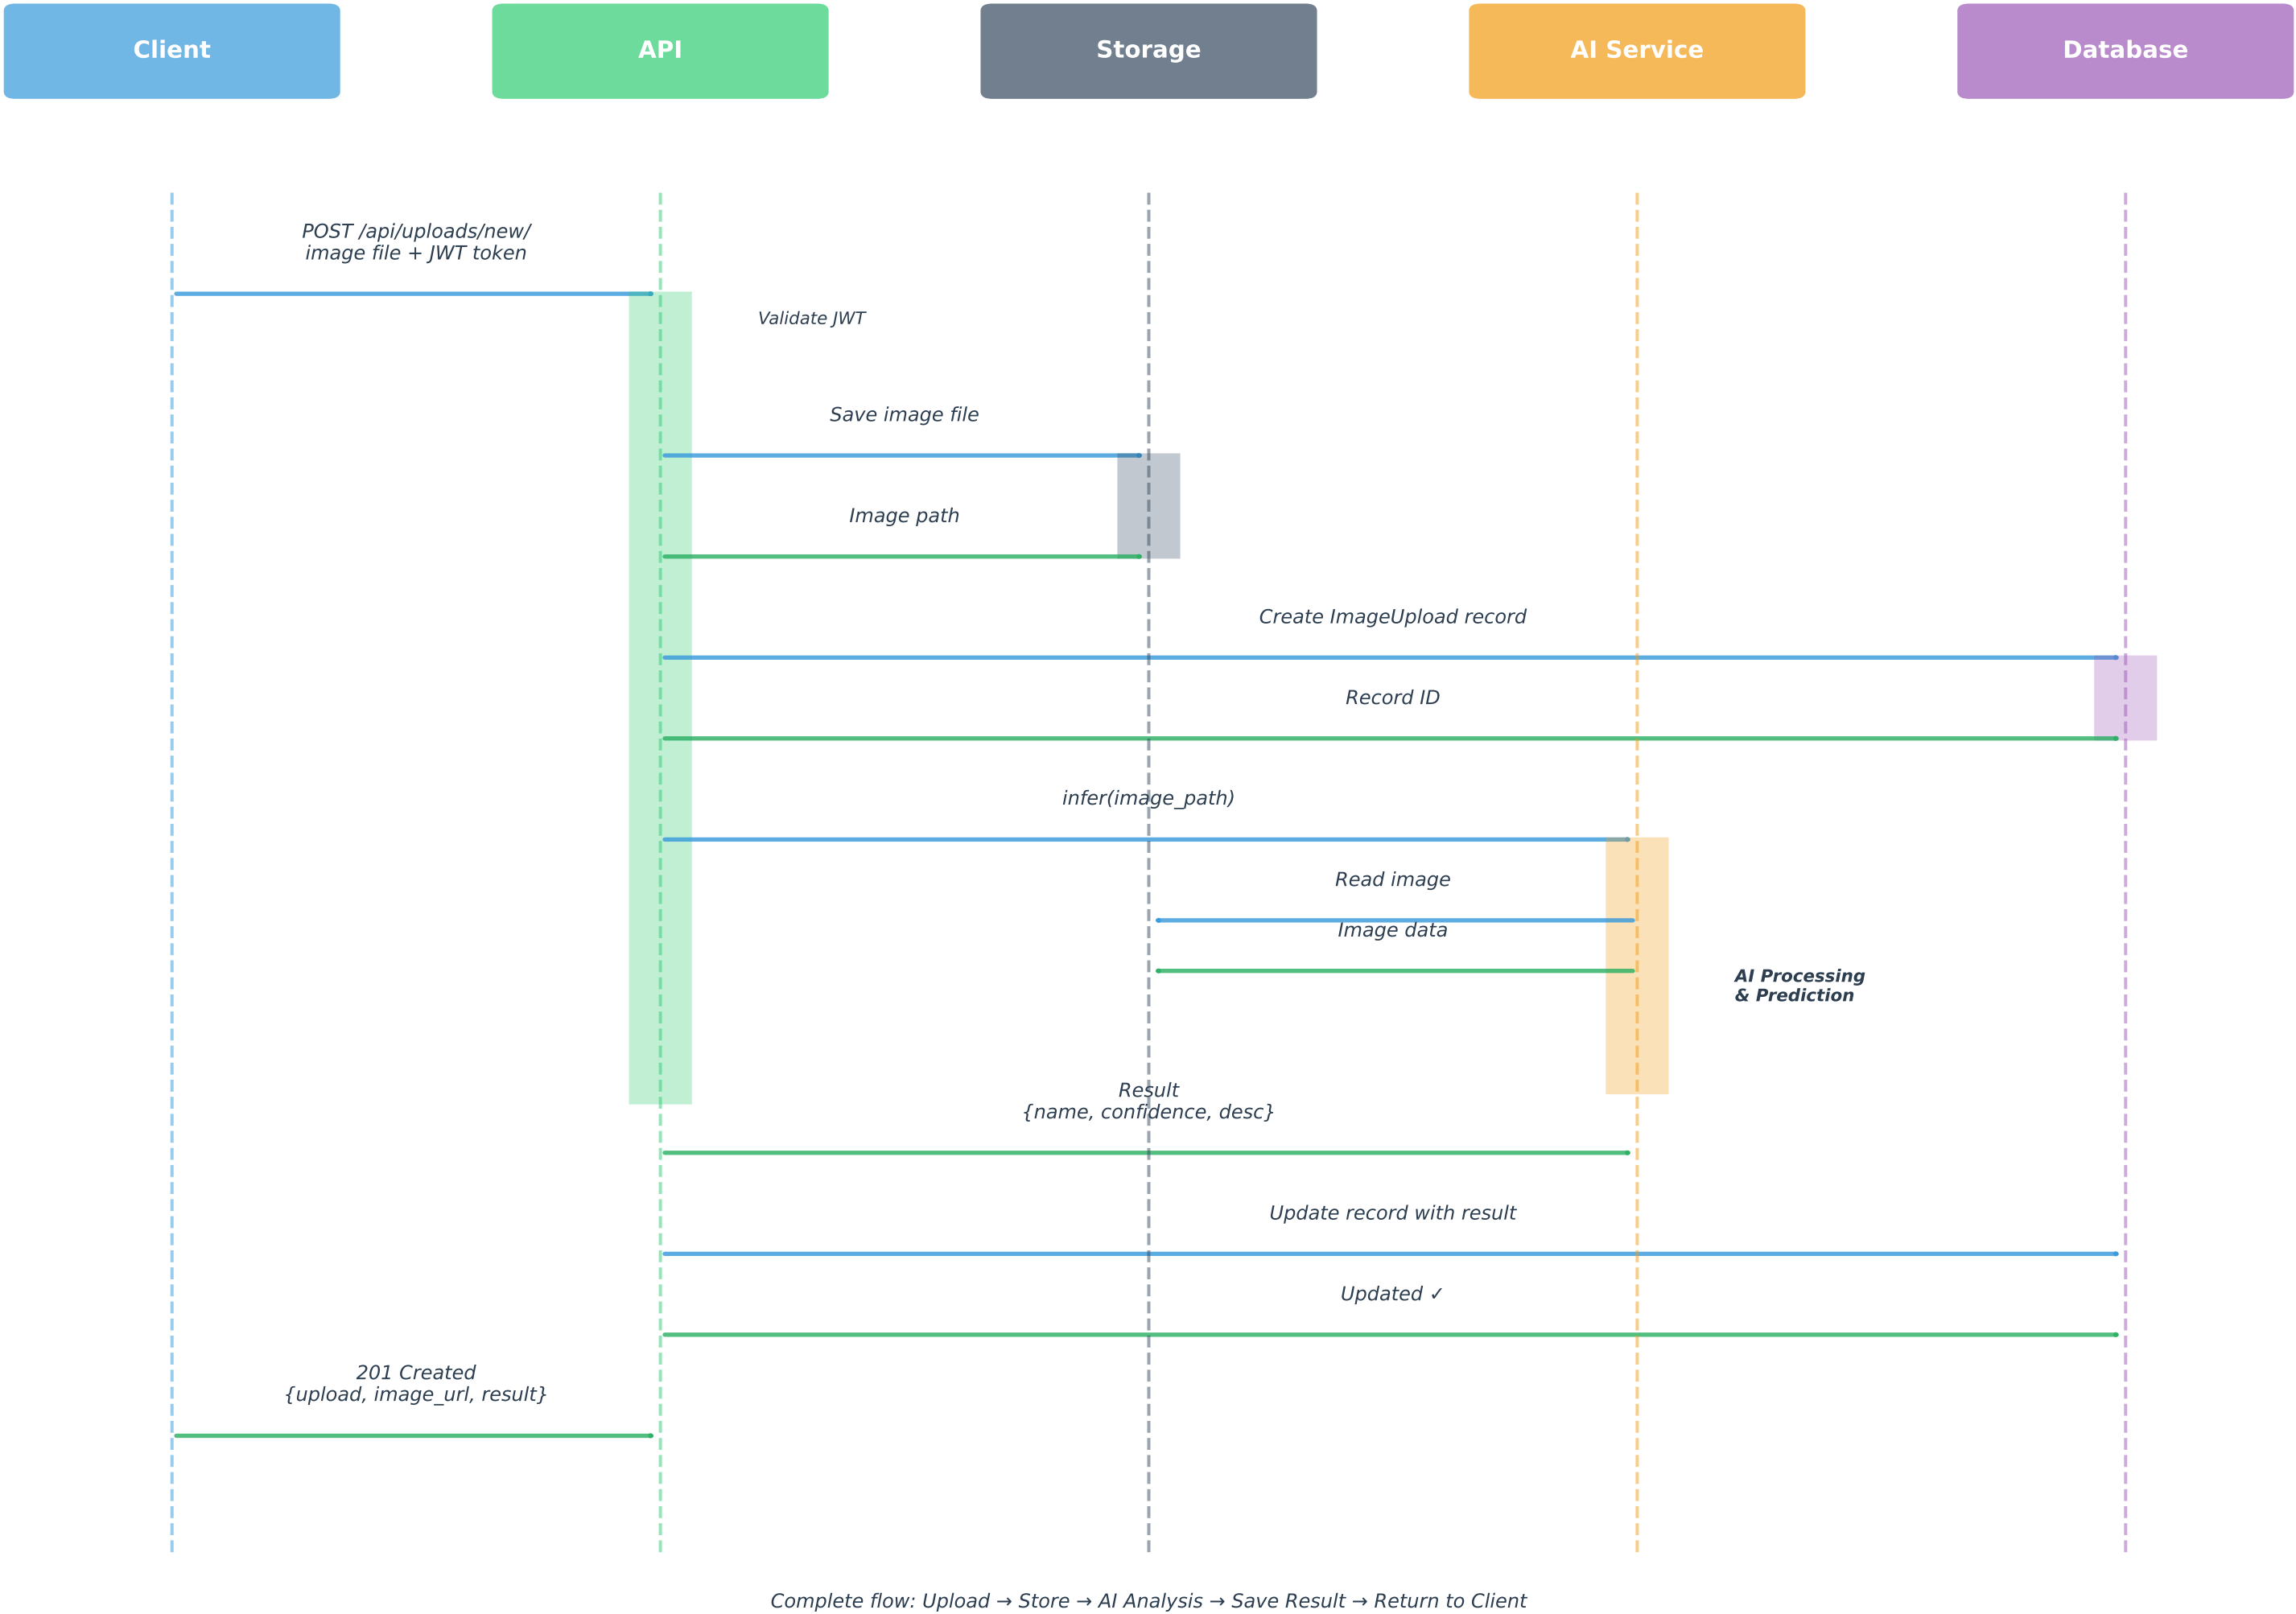 Client
API
Storage
AI Service
Database
POST /api/uploads/new/
image file + JWT token
Validate JWT
Save image file
Image path
Create ImageUpload record
Record ID
infer(image_path)
Read image
Image data
AI Processing
& Prediction
Result
{name, confidence, desc}
Update record with result
Updated ✓
201 Created
{upload, image_url, result}
Complete flow: Upload → Store → AI Analysis → Save Result → Return to Client